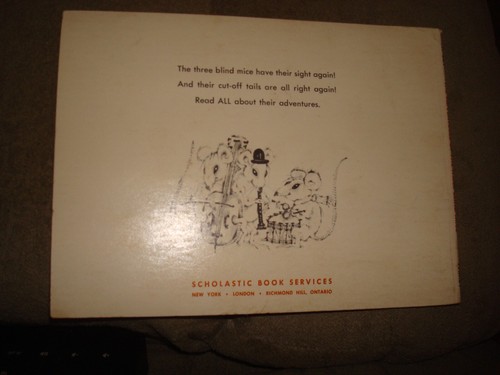 The three blind mice have their sight again!
And their cut-off tails are all right again!
Read ALL about their adventures.
SCHOLASTIC BOOK SERVICES
NEW YORK • LONDON • RICHMOND HILL, ONTARIO